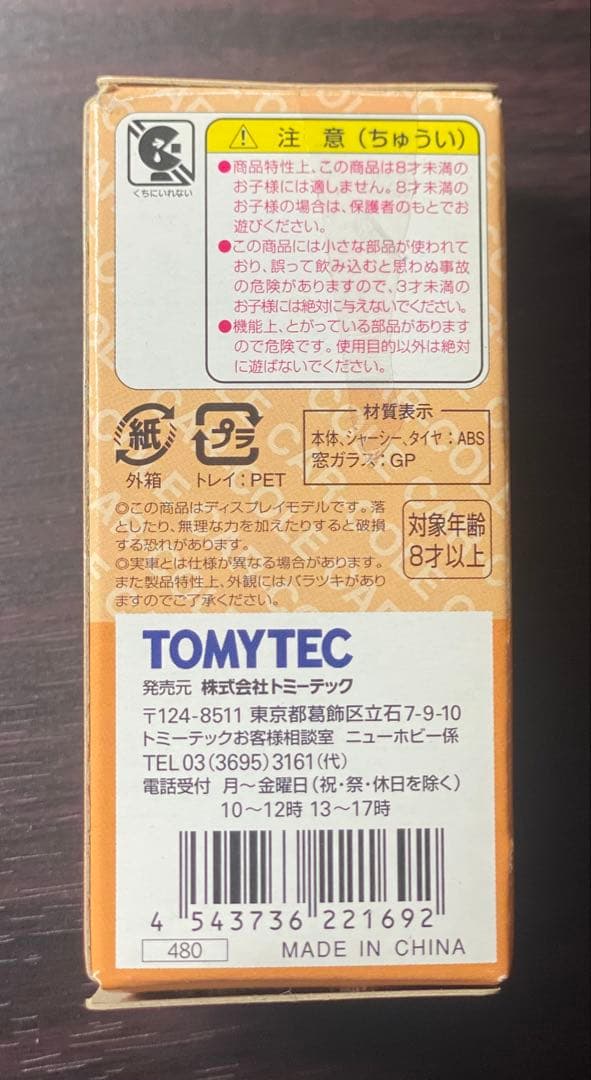 くちにいれない
注 意 (ちゅうい)
●商品特性上、この商品は8才未満の
お子様には適しません。8才未満の
お子様の場合は、保護者のもとでお
遊びください。
●この商品には小さな部品が使われて
おり、誤って飲み込むと思わぬ事故
の危険がありますので、3才未満の
お子様には絶対に与えないでください。
●機能上、とがっている部品があります
ので危険です。使用目的以外は絶対
に遊ばないでください。
紙
外箱
プラ
トレイ:PET
材質表示
本体、シャーシー、タイヤ:ABS
窓ガラス:GP
◎この商品はディスプレイモデルです。落
としたり、無理な力を加えたりすると破損
する恐れがあります。
◎実車とは仕様が異なる場合があります。
また製品特性上、外観にはバラツキがあり
ますのでご了承ください。
対象年齢
8才以上
TOMYTEC
発売元 株式会社トミーテック
〒124-8511 東京都葛飾区立石7-9-10
トミーテックお客様相談室 ニューホビー係
TEL 03(3695)3161(代)
電話受付 月～金曜日(祝・祭・休日を除く)
10～12時 13～17時
4 543736 221692
480
MADE IN CHINA